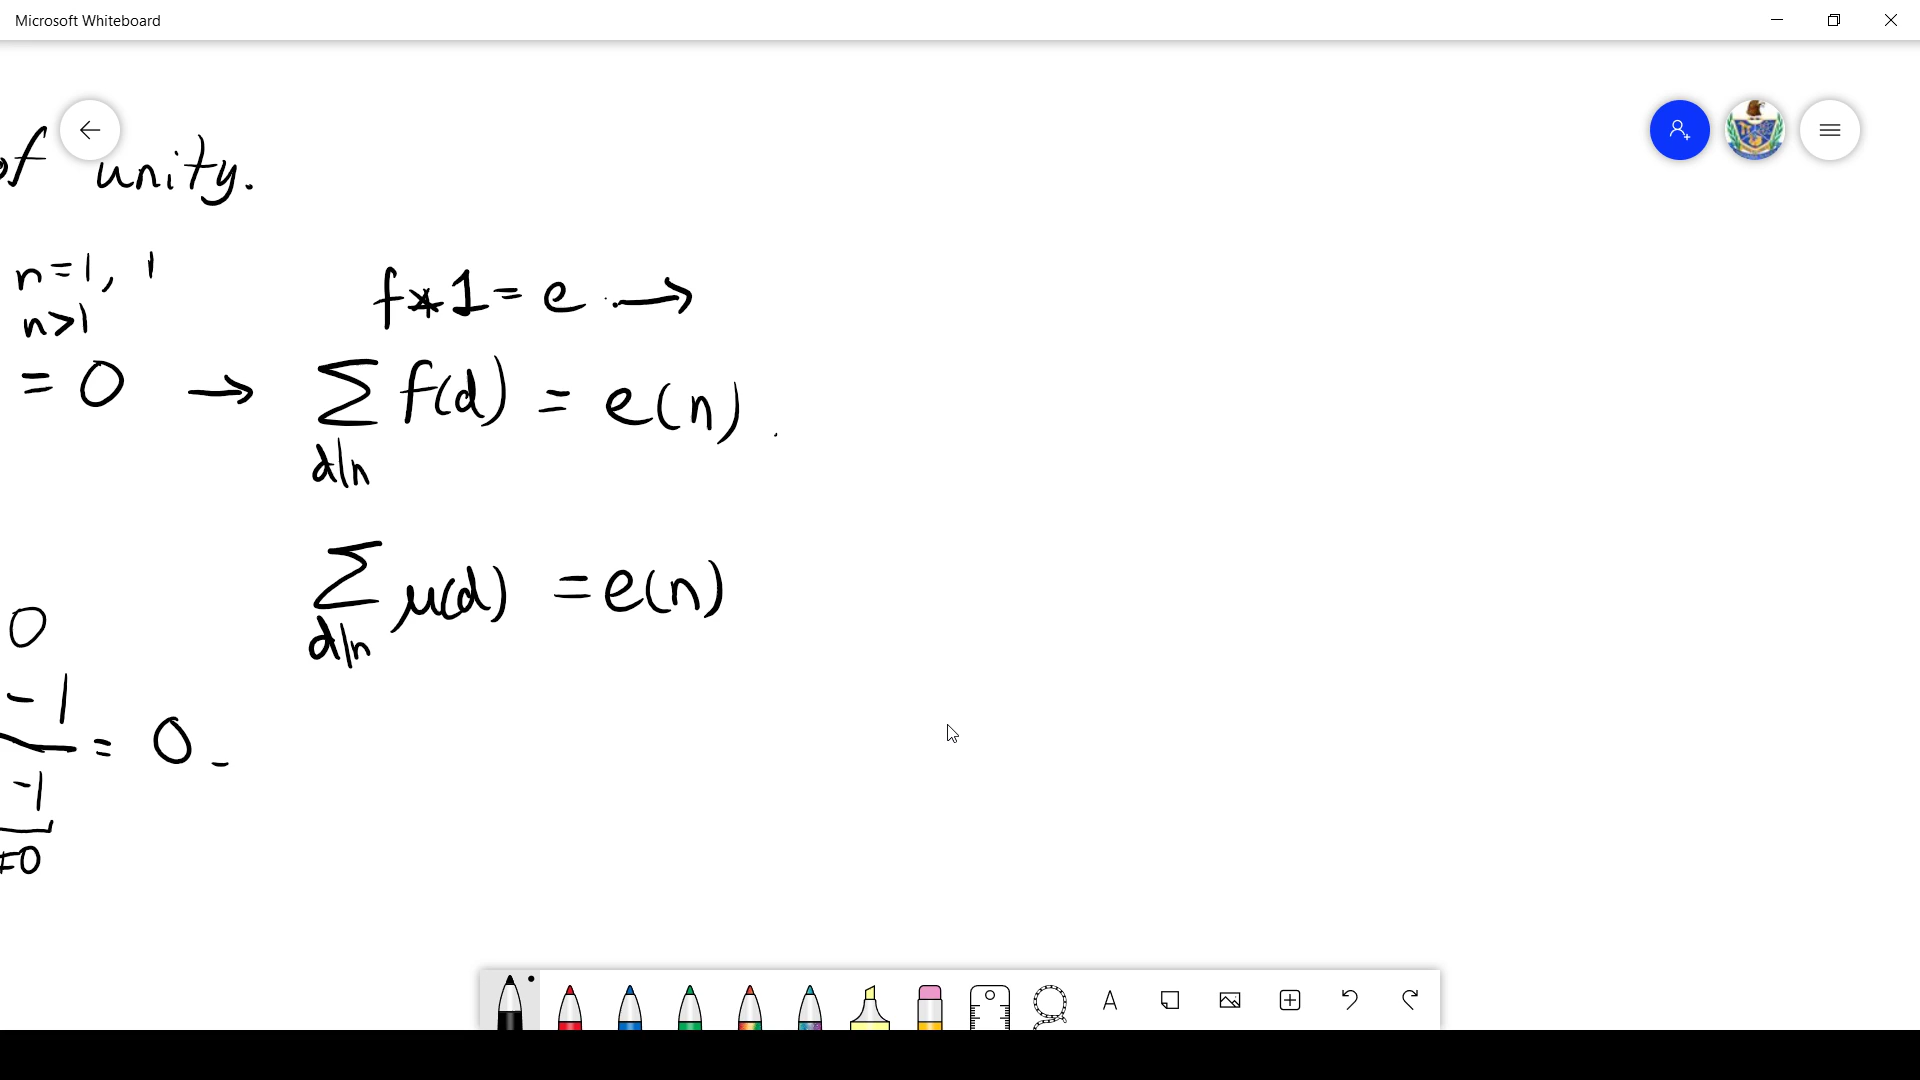 Microsoft Whiteboard
of unity.
n=1, 1
n>1
= 0 →
f*1 = e →
∑ f(d) = e(n).
d|n
∑ μ(d) = e(n)
d|n
0
-1
= 0
-1
≠0
A